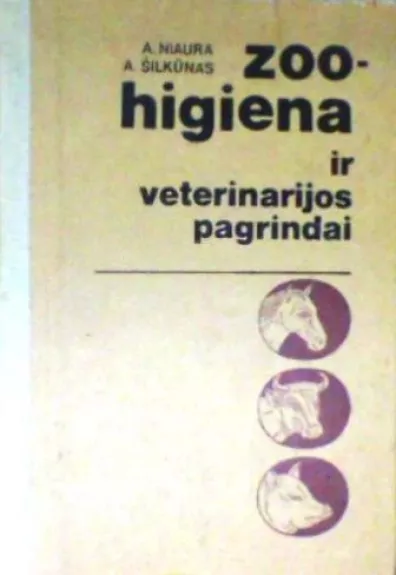 A. NIAURA
A. ŠILKŪNAS
zoo-
higiena
ir
veterinarijos
pagrindai